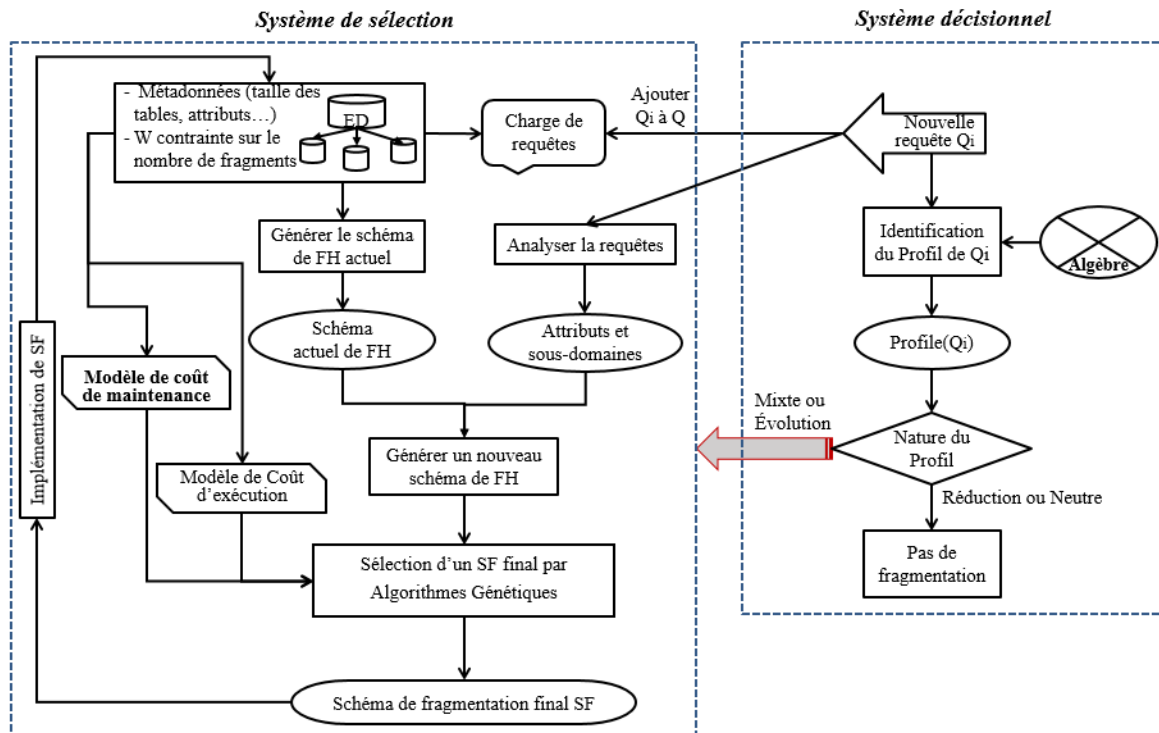 Système de sélection
Système décisionnel
- Métadonnées (taille des
tables, attributs…)
- W contrainte sur le
nombre de fragments
ED
Charge de
requêtes
Ajouter
Qi à Q
Nouvelle
requête Qi
Générer le schéma
de FH actuel
Analyser la requêtes
Identification
du Profil de Qi
Algèbre
Schéma
actuel de FH
Attributs et
sous-domaines
Profile(Qi)
Implémentation de SF
Modèle de coût
de maintenance
Mixte ou
Évolution
Nature du
Profil
Générer un nouveau
schéma de FH
Modèle de Coût
d’exécution
Réduction ou Neutre
Sélection d’un SF final par
Algorithmes Génétiques
Pas de
fragmentation
Schéma de fragmentation final SF